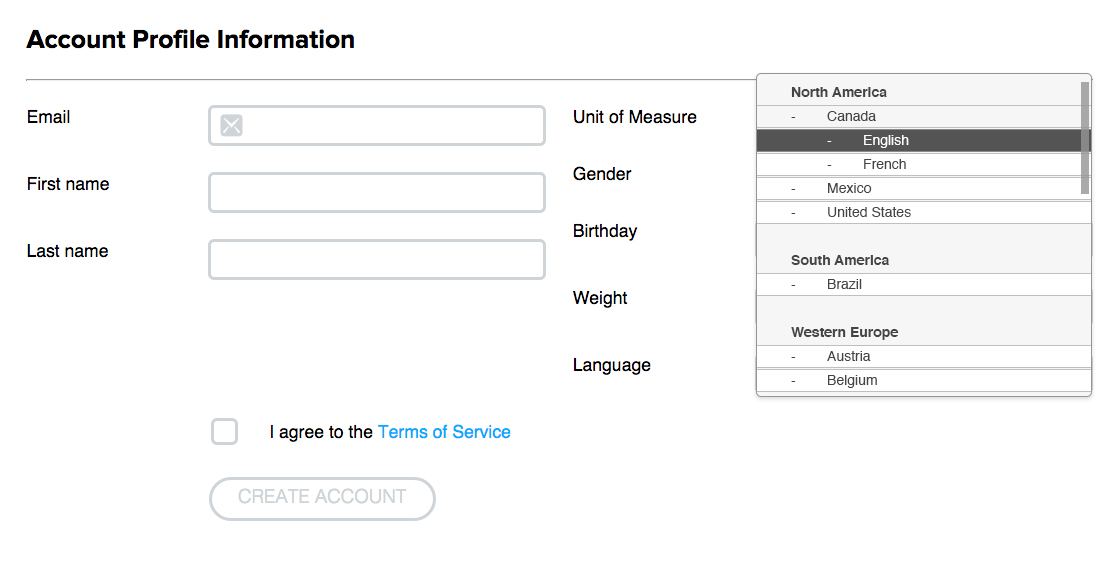 Account Profile Information
Email
First name
Last name
Unit of Measure
Gender
Birthday
Weight
Language
North America
- Canada
- English
- French
- Mexico
- United States
South America
- Brazil
Western Europe
- Austria
- Belgium
I agree to the Terms of Service
CREATE ACCOUNT